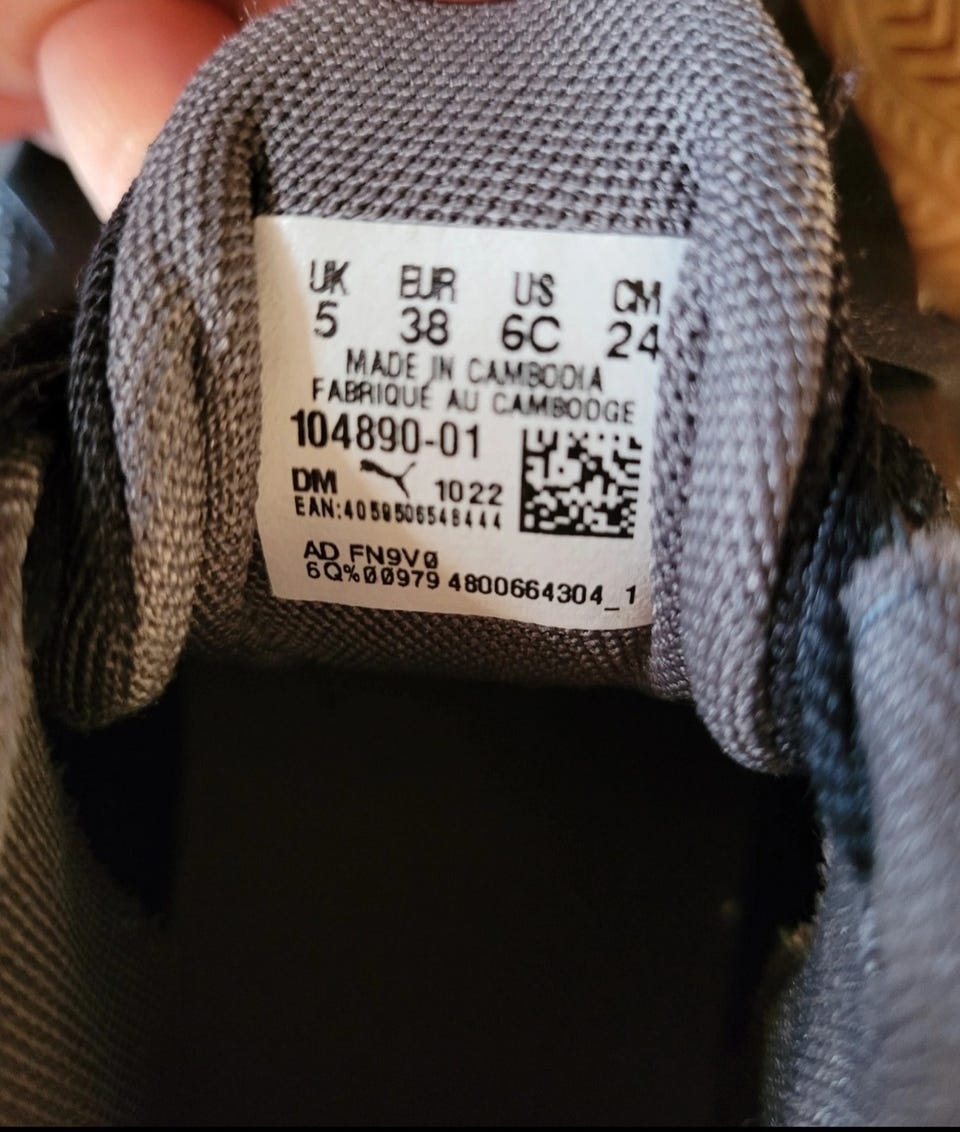 UK EUR US CM
5 38 6C 24
MADE IN CAMBODIA
FABRIQUÉ AU CAMBODGE
104890-01
DM 1022
EAN:4059506548444
AD FN9V0
6Q%00979 4800664304_1